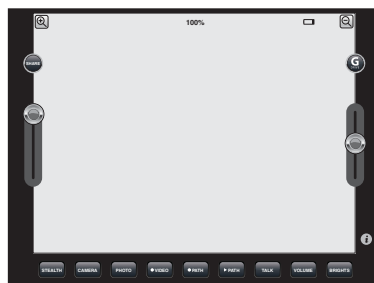 100%
SHARE
G
STEALTH CAMERA PHOTO VIDEO PATH PATH TALK VOLUME BRIGHTS
i